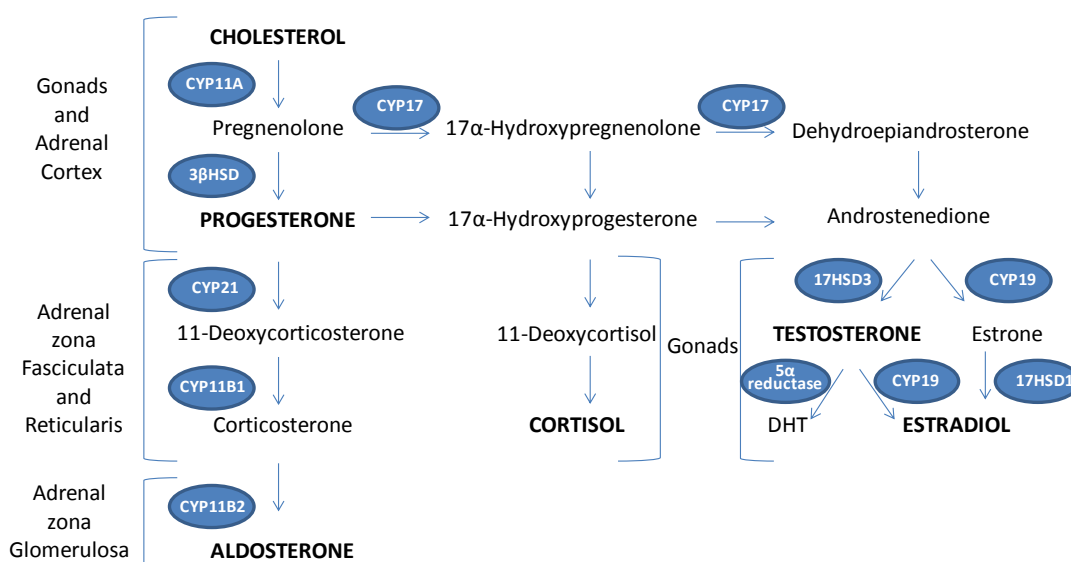 CHOLESTEROL
Gonads
and
Adrenal
Cortex
CYP11A
CYP17
CYP17
Pregnenolone
17α-Hydroxypregnenolone
Dehydroepiandrosterone
3βHSD
PROGESTERONE
17α-Hydroxyprogesterone
Androstenedione
Adrenal
zona
Fasciculata
and
Reticularis
CYP21
17HSD3
CYP19
11-Deoxycorticosterone
11-Deoxycortisol
Gonads
TESTOSTERONE
Estrone
CYP11B1
5α
reductase
CYP19
17HSD1
Corticosterone
CORTISOL
DHT
ESTRADIOL
Adrenal
zona
Glomerulosa
CYP11B2
ALDOSTERONE